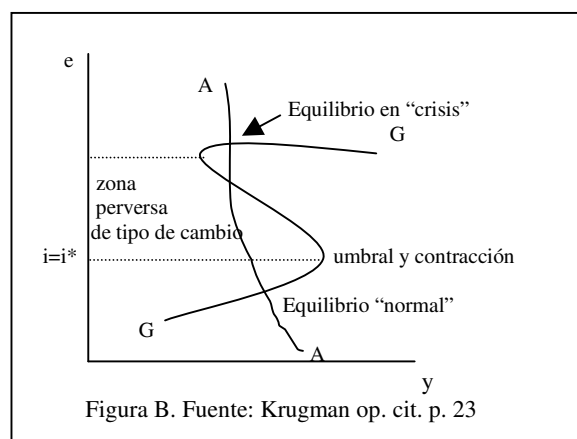 e
A
Equilibrio en “crisis”
G
zona
perversa
de tipo de cambio
i=i*
umbral y contracción
Equilibrio “normal”
G
A
y
Figura B. Fuente: Krugman op. cit. p. 23